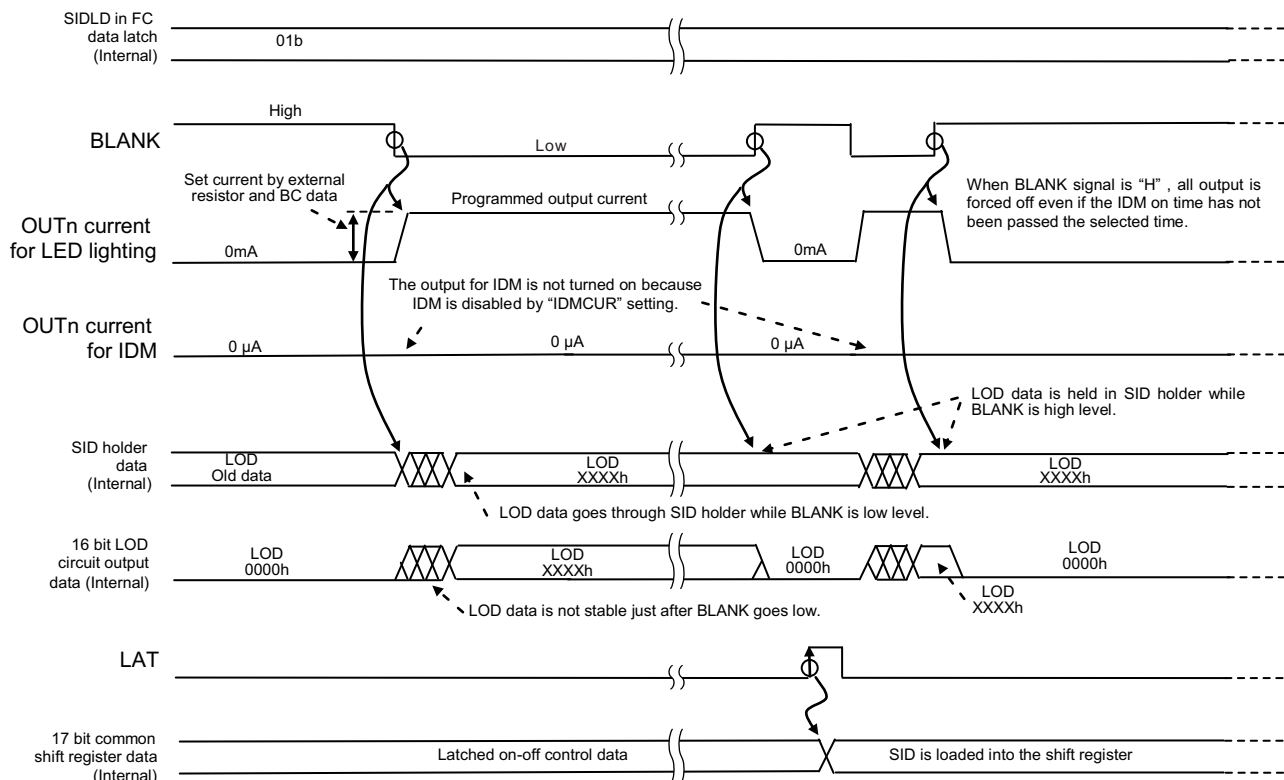 SIDLD in FC
data latch
(Internal)
01b
BLANK
High
Low
Set current by external
resistor and BC data
Programmed output current
When BLANK signal is “H” , all output is
forced off even if the IDM on time has not
been passed the selected time.
OUTn current
for LED lighting
0mA
0mA
The output for IDM is not turned on because
IDM is disabled by “IDMCUR” setting.
OUTn current
for IDM
0 µA
0 µA
0 µA
LOD data is held in SID holder while
BLANK is high level.
SID holder
data
(Internal)
LOD
Old data
LOD
XXXXh
LOD
XXXXh
LOD data goes through SID holder while BLANK is low level.
16 bit LOD
circuit output
data (Internal)
LOD
0000h
LOD
XXXXh
LOD
0000h
LOD
XXXXh
LOD
0000h
LOD data is not stable just after BLANK goes low.
LAT
17 bit common
shift register data
(Internal)
Latched on-off control data
SID is loaded into the shift register